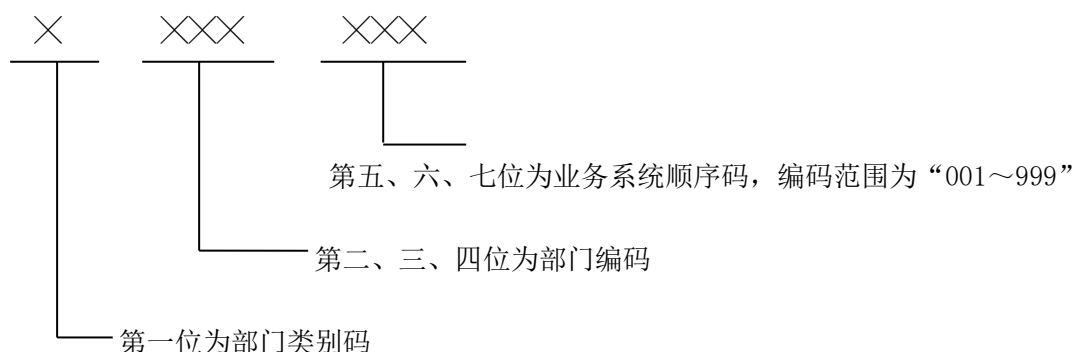 × ××× ×××
第五、六、七位为业务系统顺序码，编码范围为“001～999”
第二、三、四位为部门编码
第一位为部门类别码